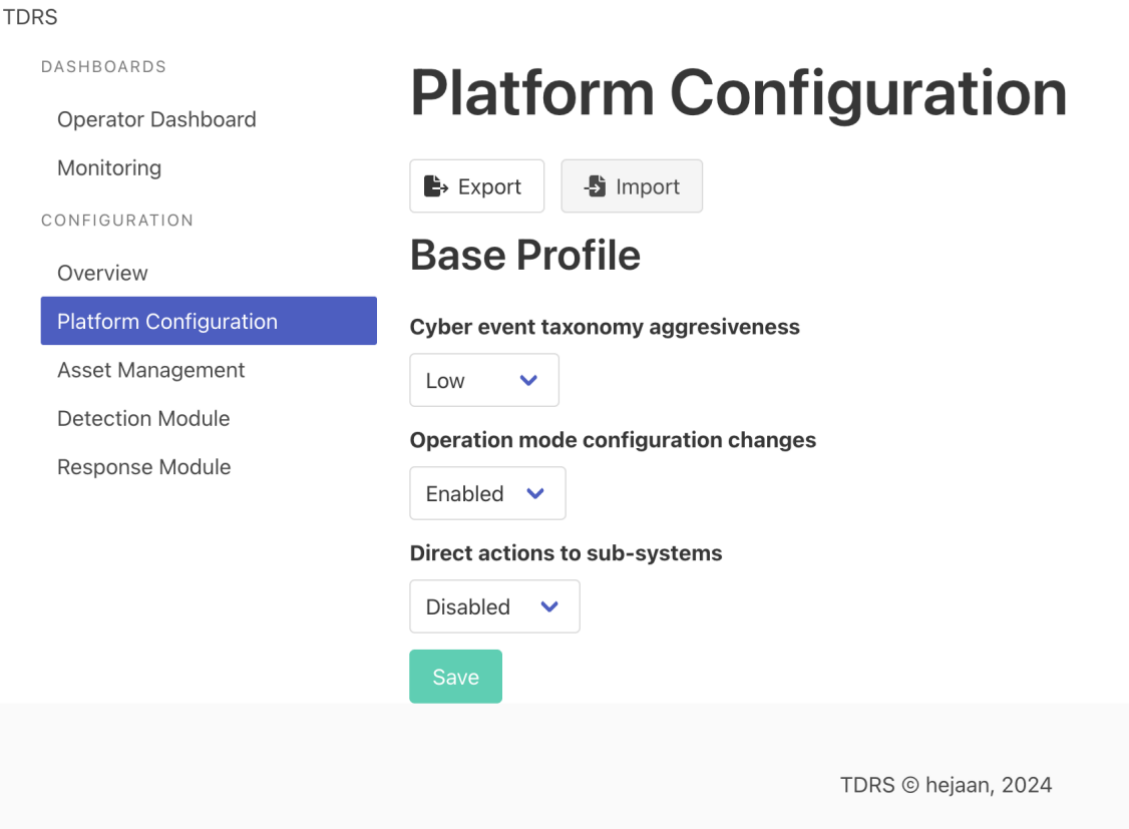 TDRS
DASHBOARDS
Operator Dashboard
Monitoring
CONFIGURATION
Overview
Platform Configuration
Asset Management
Detection Module
Response Module
Platform Configuration
Export
Import
Base Profile
Cyber event taxonomy aggresiveness
Low
Operation mode configuration changes
Enabled
Direct actions to sub-systems
Disabled
Save
TDRS © hejaan, 2024